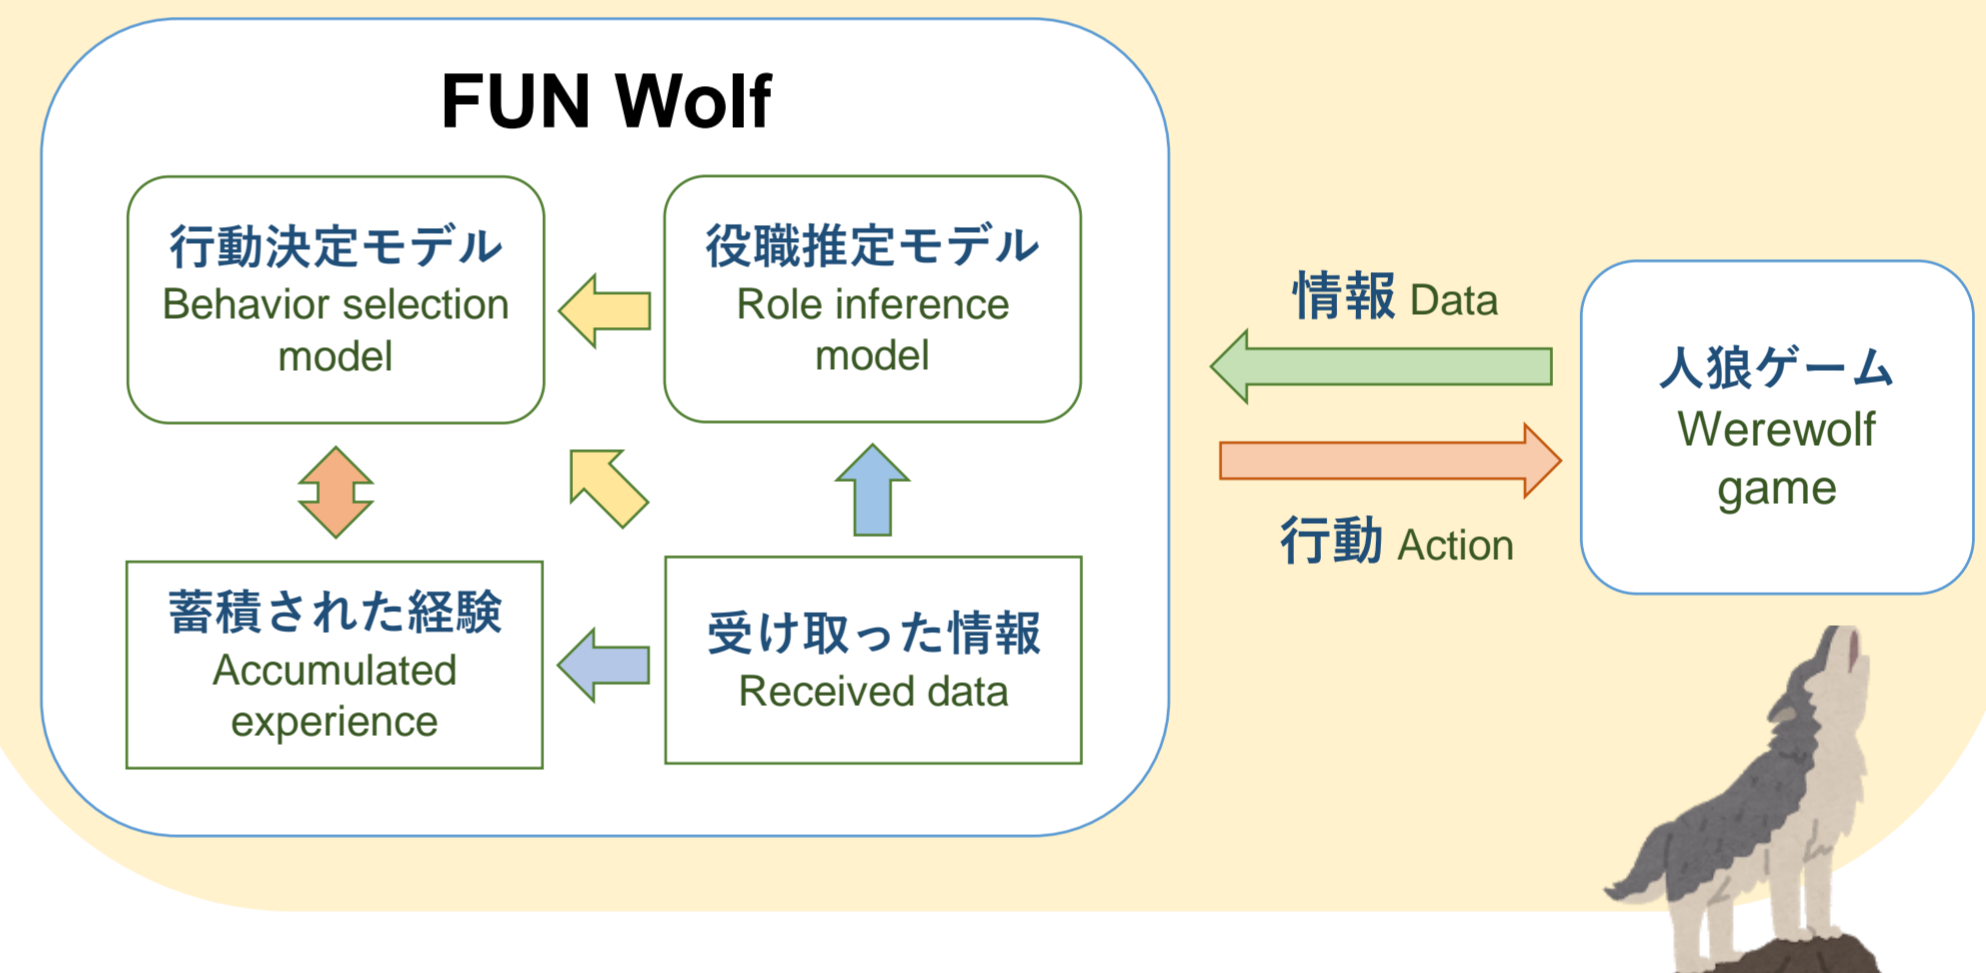 FUN Wolf
行動決定モデル
Behavior selection
model
役職推定モデル
Role inference
model
蓄積された経験
Accumulated
experience
受け取った情報
Received data
情報 Data
行動 Action
人狼ゲーム
Werewolf
game